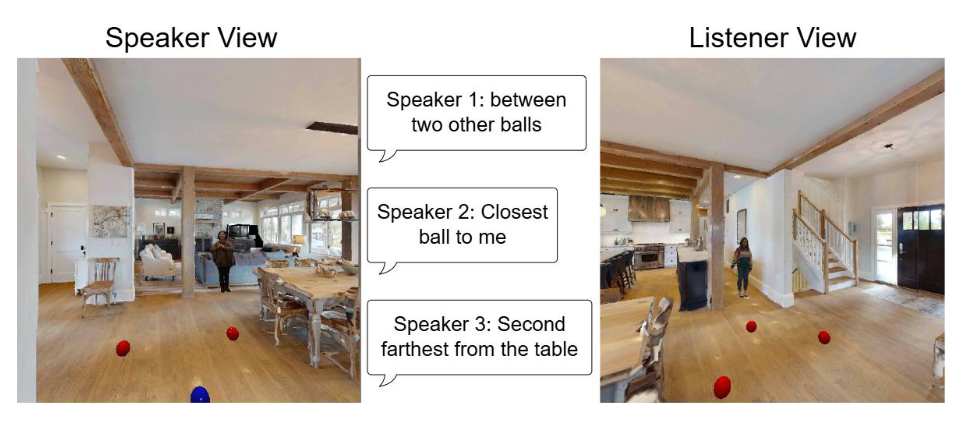 Speaker View
Listener View
Speaker 1: between
two other balls
Speaker 2: Closest
ball to me
Speaker 3: Second
farthest from the table